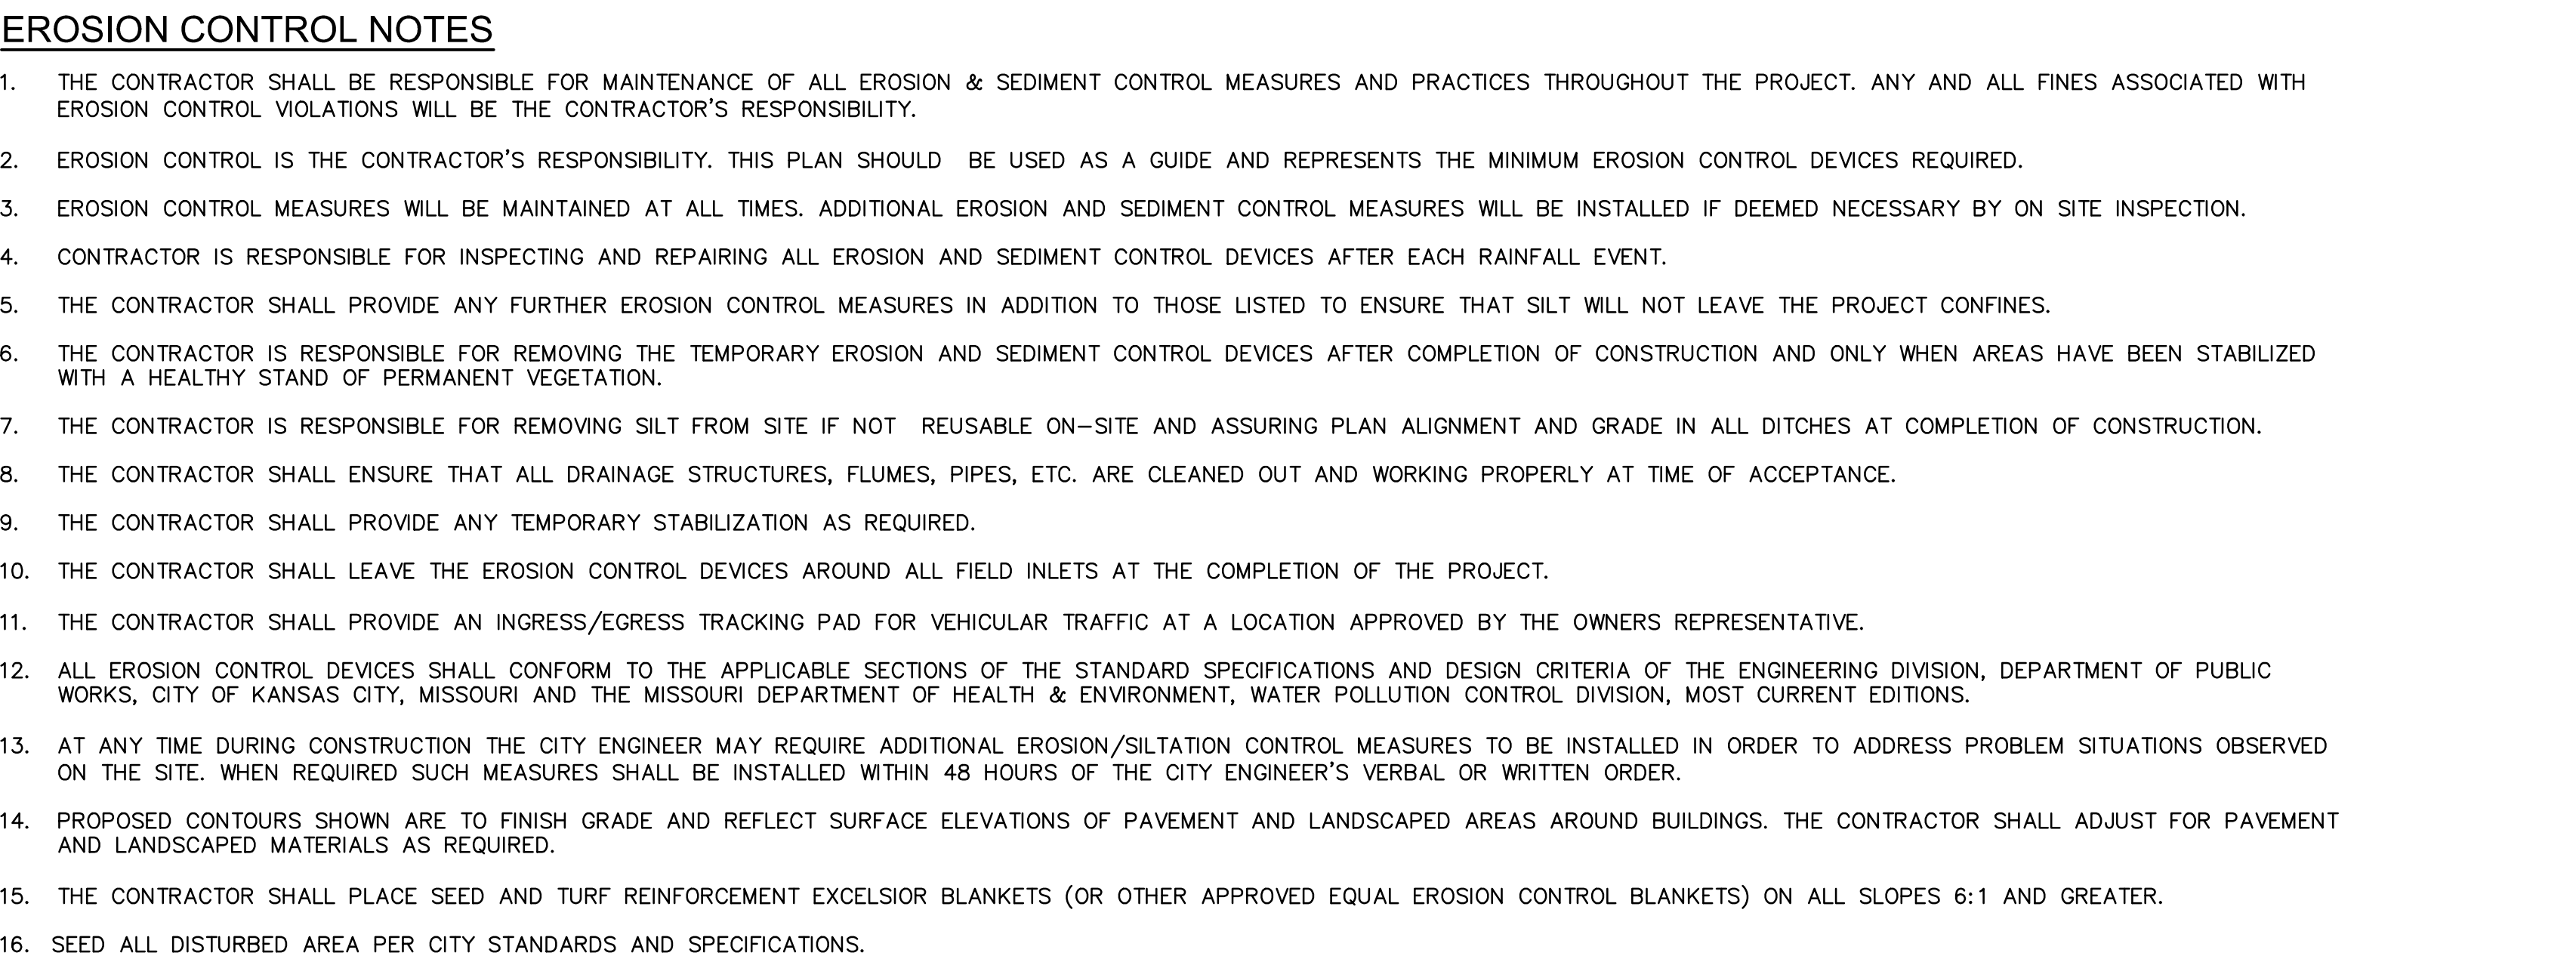 EROSION CONTROL NOTES
1. THE CONTRACTOR SHALL BE RESPONSIBLE FOR MAINTENANCE OF ALL EROSION & SEDIMENT CONTROL MEASURES AND PRACTICES THROUGHOUT THE PROJECT. ANY AND ALL FINES ASSOCIATED WITH
EROSION CONTROL VIOLATIONS WILL BE THE CONTRACTOR'S RESPONSIBILITY.
2. EROSION CONTROL IS THE CONTRACTOR'S RESPONSIBILITY. THIS PLAN SHOULD BE USED AS A GUIDE AND REPRESENTS THE MINIMUM EROSION CONTROL DEVICES REQUIRED.
3. EROSION CONTROL MEASURES WILL BE MAINTAINED AT ALL TIMES. ADDITIONAL EROSION AND SEDIMENT CONTROL MEASURES WILL BE INSTALLED IF DEEMED NECESSARY BY ON SITE INSPECTION.
4. CONTRACTOR IS RESPONSIBLE FOR INSPECTING AND REPAIRING ALL EROSION AND SEDIMENT CONTROL DEVICES AFTER EACH RAINFALL EVENT.
5. THE CONTRACTOR SHALL PROVIDE ANY FURTHER EROSION CONTROL MEASURES IN ADDITION TO THOSE LISTED TO ENSURE THAT SILT WILL NOT LEAVE THE PROJECT CONFINES.
6. THE CONTRACTOR IS RESPONSIBLE FOR REMOVING THE TEMPORARY EROSION AND SEDIMENT CONTROL DEVICES AFTER COMPLETION OF CONSTRUCTION AND ONLY WHEN AREAS HAVE BEEN STABILIZED
WITH A HEALTHY STAND OF PERMANENT VEGETATION.
7. THE CONTRACTOR IS RESPONSIBLE FOR REMOVING SILT FROM SITE IF NOT REUSABLE ON-SITE AND ASSURING PLAN ALIGNMENT AND GRADE IN ALL DITCHES AT COMPLETION OF CONSTRUCTION.
8. THE CONTRACTOR SHALL ENSURE THAT ALL DRAINAGE STRUCTURES, FLUMES, PIPES, ETC. ARE CLEANED OUT AND WORKING PROPERLY AT TIME OF ACCEPTANCE.
9. THE CONTRACTOR SHALL PROVIDE ANY TEMPORARY STABILIZATION AS REQUIRED.
10. THE CONTRACTOR SHALL LEAVE THE EROSION CONTROL DEVICES AROUND ALL FIELD INLETS AT THE COMPLETION OF THE PROJECT.
11. THE CONTRACTOR SHALL PROVIDE AN INGRESS/EGRESS TRACKING PAD FOR VEHICULAR TRAFFIC AT A LOCATION APPROVED BY THE OWNERS REPRESENTATIVE.
12. ALL EROSION CONTROL DEVICES SHALL CONFORM TO THE APPLICABLE SECTIONS OF THE STANDARD SPECIFICATIONS AND DESIGN CRITERIA OF THE ENGINEERING DIVISION, DEPARTMENT OF PUBLIC
WORKS, CITY OF KANSAS CITY, MISSOURI AND THE MISSOURI DEPARTMENT OF HEALTH & ENVIRONMENT, WATER POLLUTION CONTROL DIVISION, MOST CURRENT EDITIONS.
13. AT ANY TIME DURING CONSTRUCTION THE CITY ENGINEER MAY REQUIRE ADDITIONAL EROSION/SILTATION CONTROL MEASURES TO BE INSTALLED IN ORDER TO ADDRESS PROBLEM SITUATIONS OBSERVED
ON THE SITE. WHEN REQUIRED SUCH MEASURES SHALL BE INSTALLED WITHIN 48 HOURS OF THE CITY ENGINEER'S VERBAL OR WRITTEN ORDER.
14. PROPOSED CONTOURS SHOWN ARE TO FINISH GRADE AND REFLECT SURFACE ELEVATIONS OF PAVEMENT AND LANDSCAPED AREAS AROUND BUILDINGS. THE CONTRACTOR SHALL ADJUST FOR PAVEMENT
AND LANDSCAPED MATERIALS AS REQUIRED.
15. THE CONTRACTOR SHALL PLACE SEED AND TURF REINFORCEMENT EXCELSIOR BLANKETS (OR OTHER APPROVED EQUAL EROSION CONTROL BLANKETS) ON ALL SLOPES 6:1 AND GREATER.
16. SEED ALL DISTURBED AREA PER CITY STANDARDS AND SPECIFICATIONS.